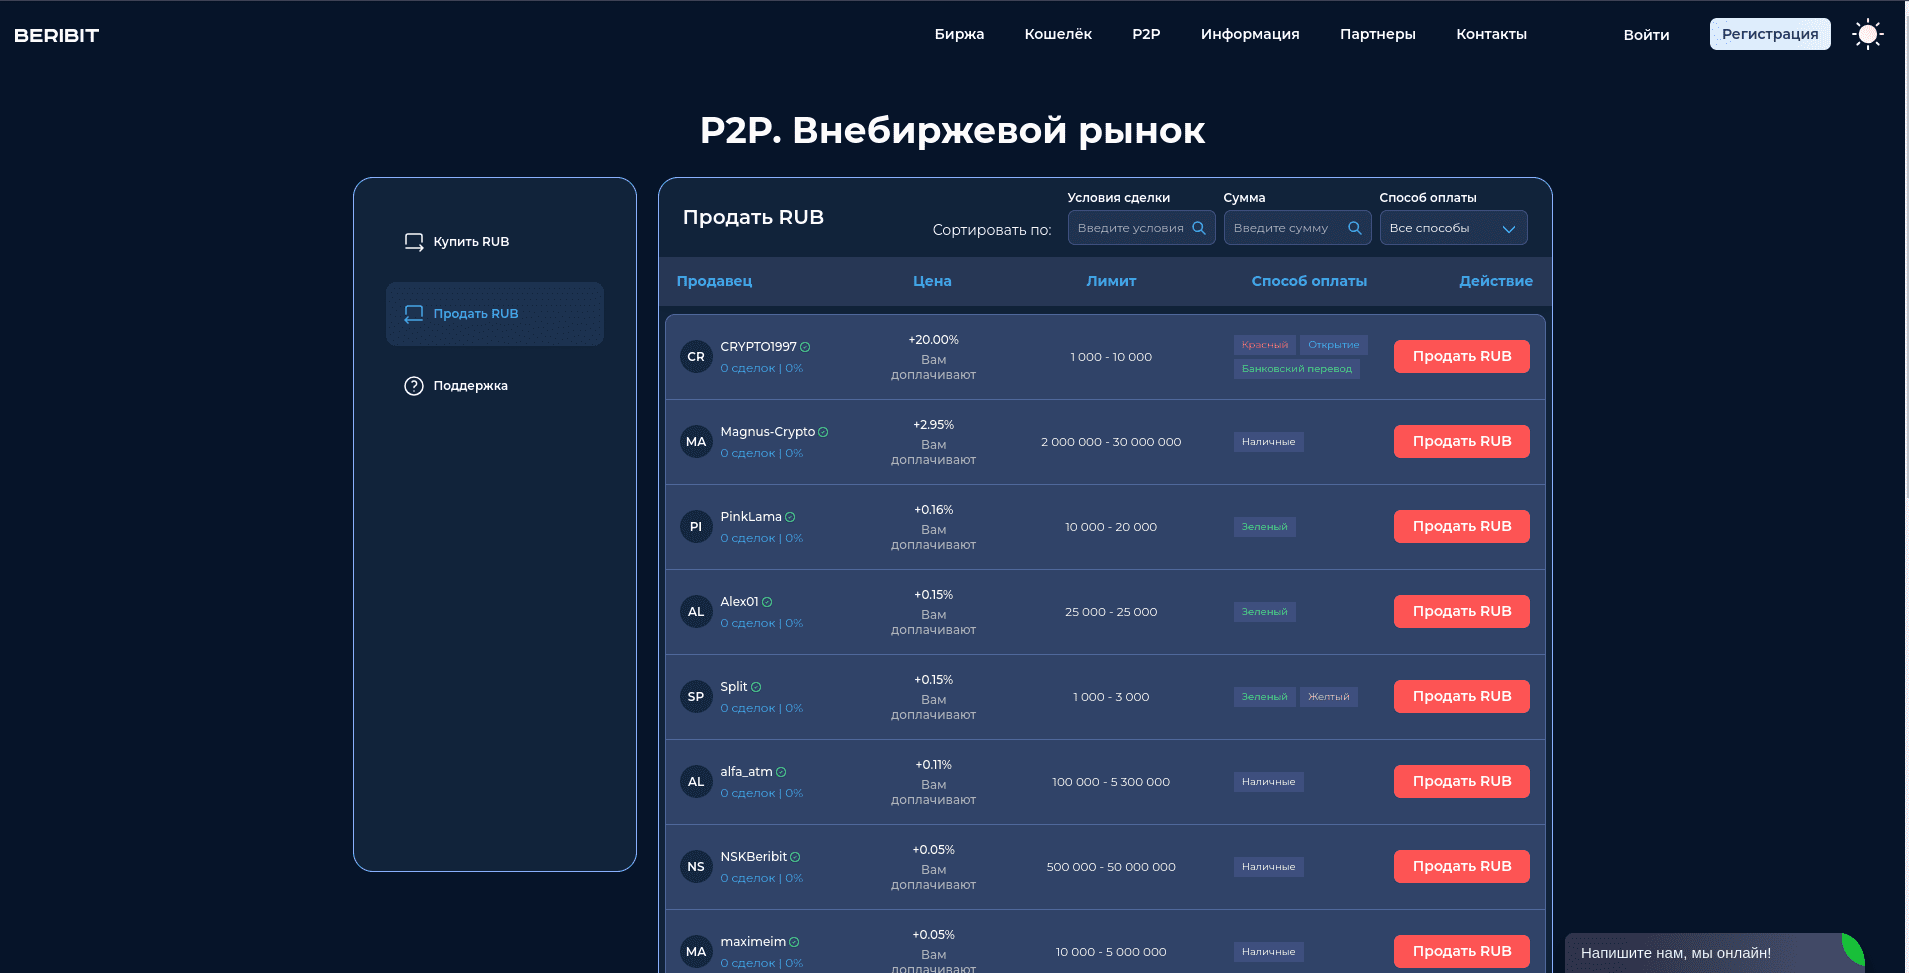 BERIBIT
Биржа Кошелёк P2P Информация Партнеры Контакты Войти Регистрация
P2P. Внебиржевой рынок
Купить RUB
Продать RUB
Поддержка
Продать RUB
Сортировать по:
Условия сделки Сумма Способ оплаты
Введите условия Введите сумму Все способы
Продавец Цена Лимит Способ оплаты Действие
CR CRYPTO1997 0 сделок | 0%
+20.00%
Вам
доплачивают
1 000 - 10 000
Красный Открытие
Банковский перевод
Продать RUB
MA Magnus-Crypto 0 сделок | 0%
+2.95%
Вам
доплачивают
2 000 000 - 30 000 000
Наличные
Продать RUB
PI PinkLama 0 сделок | 0%
+0.16%
Вам
доплачивают
10 000 - 20 000
Зеленый
Продать RUB
AL Alex01 0 сделок | 0%
+0.15%
Вам
доплачивают
25 000 - 25 000
Зеленый
Продать RUB
SP Split 0 сделок | 0%
+0.15%
Вам
доплачивают
1 000 - 3 000
Зеленый Желтый
Продать RUB
AL alfa_atm 0 сделок | 0%
+0.11%
Вам
доплачивают
100 000 - 5 300 000
Наличные
Продать RUB
NS NSKBeribit 0 сделок | 0%
+0.05%
Вам
доплачивают
500 000 - 50 000 000
Наличные
Продать RUB
MA maximeim 0 сделок | 0%
+0.05%
Вам
доплачивают
10 000 - 5 000 000
Наличные
Продать RUB
Напишите нам, мы онлайн!